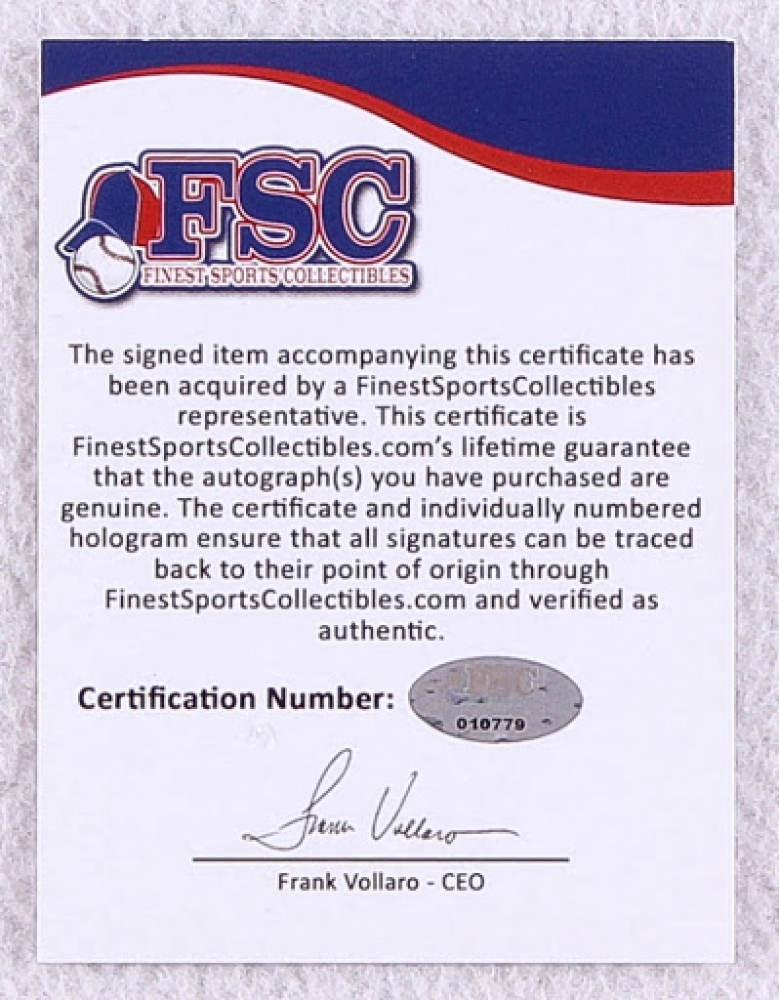 FSC
FINEST SPORTS COLLECTIBLES
The signed item accompanying this certificate has
been acquired by a FinestSportsCollectibles
representative. This certificate is
FinestSportsCollectibles.com's lifetime guarantee
that the autograph(s) you have purchased are
genuine. The certificate and individually numbered
hologram ensure that all signatures can be traced
back to their point of origin through
FinestSportsCollectibles.com and verified as
authentic.
FSC
Certification Number:
010779
Frank Vollaro
Frank Vollaro - CEO